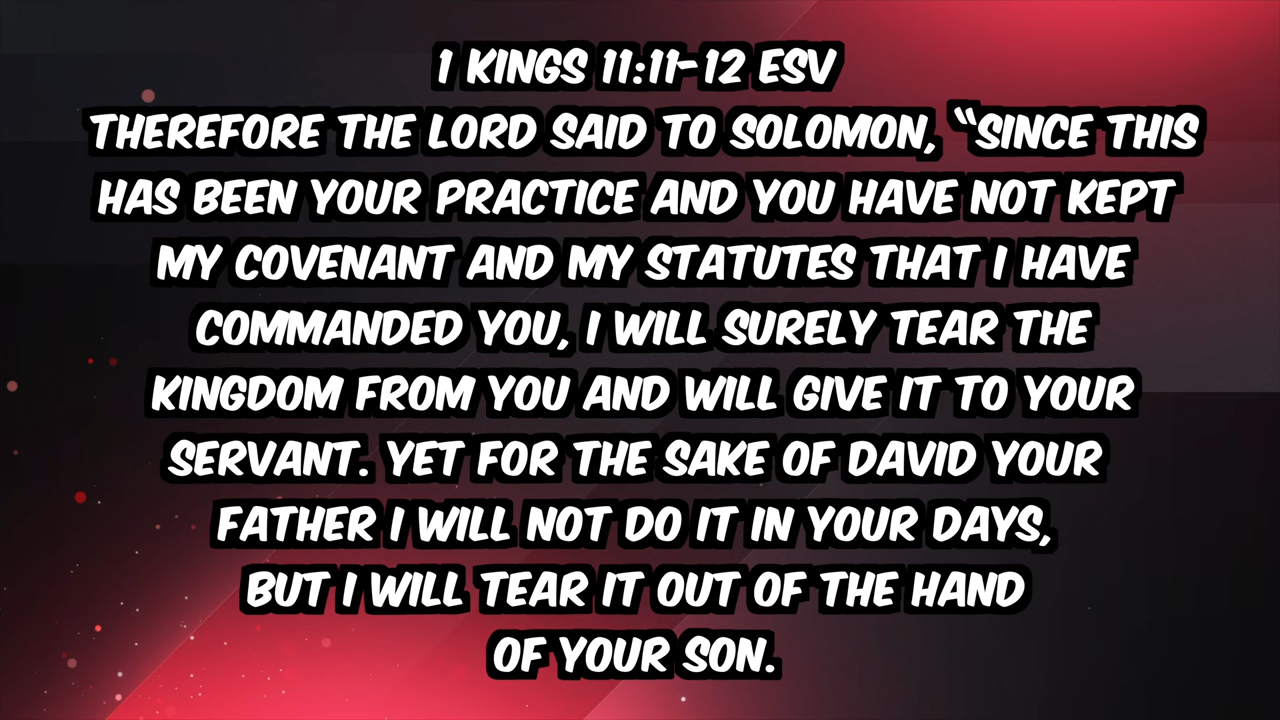 1 KINGS 11:11-12 ESV
THEREFORE THE LORD SAID TO SOLOMON, “SINCE THIS
HAS BEEN YOUR PRACTICE AND YOU HAVE NOT KEPT
MY COVENANT AND MY STATUTES THAT I HAVE
COMMANDED YOU, I WILL SURELY TEAR THE
KINGDOM FROM YOU AND WILL GIVE IT TO YOUR
SERVANT. YET FOR THE SAKE OF DAVID YOUR
FATHER I WILL NOT DO IT IN YOUR DAYS,
BUT I WILL TEAR IT OUT OF THE HAND
OF YOUR SON.